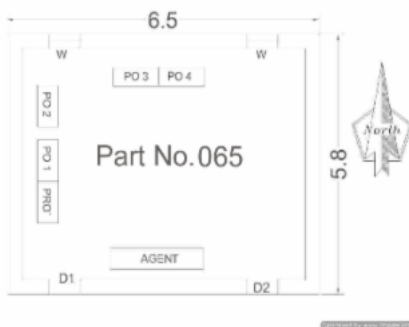 6.5
W W
PO 3 PO 4
PO 2
North
Part No.065
5.8
PO 1
PRO'
AGENT
D1 D2